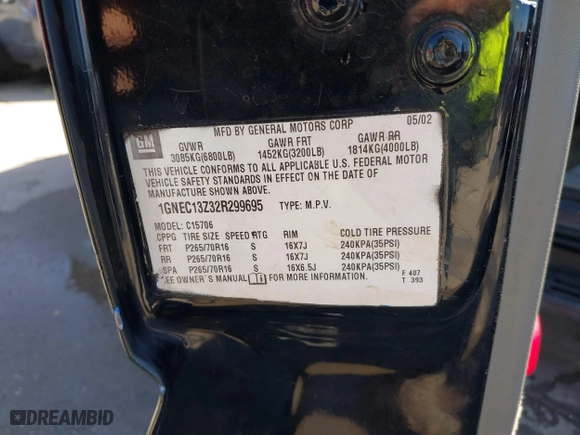 MFD BY GENERAL MOTORS CORP 05/02
GM
GVWR GAWR FRT GAWR RR
3085KG(6800LB) 1452KG(3200LB) 1814KG(4000LB)
THIS VEHICLE CONFORMS TO ALL APPLICABLE U.S. FEDERAL MOTOR
VEHICLE SAFETY STANDARDS IN EFFECT ON THE DATE OF
MANUFACTURE SHOWN ABOVE.
1GNEC13Z32R299695 TYPE: M.P.V.
MODEL: C15706
CPPG TIRE SIZE SPEED RTG RIM COLD TIRE PRESSURE
FRT P265/70R16 S 16X7J 240KPA(35PSI)
RR P265/70R16 S 16X7J 240KPA(35PSI)
SPA P265/70R16 S 16X6.5J 240KPA(35PSI)
SEE OWNER'S MANUAL FOR MORE INFORMATION.
F 407
T 393
DREAMBID